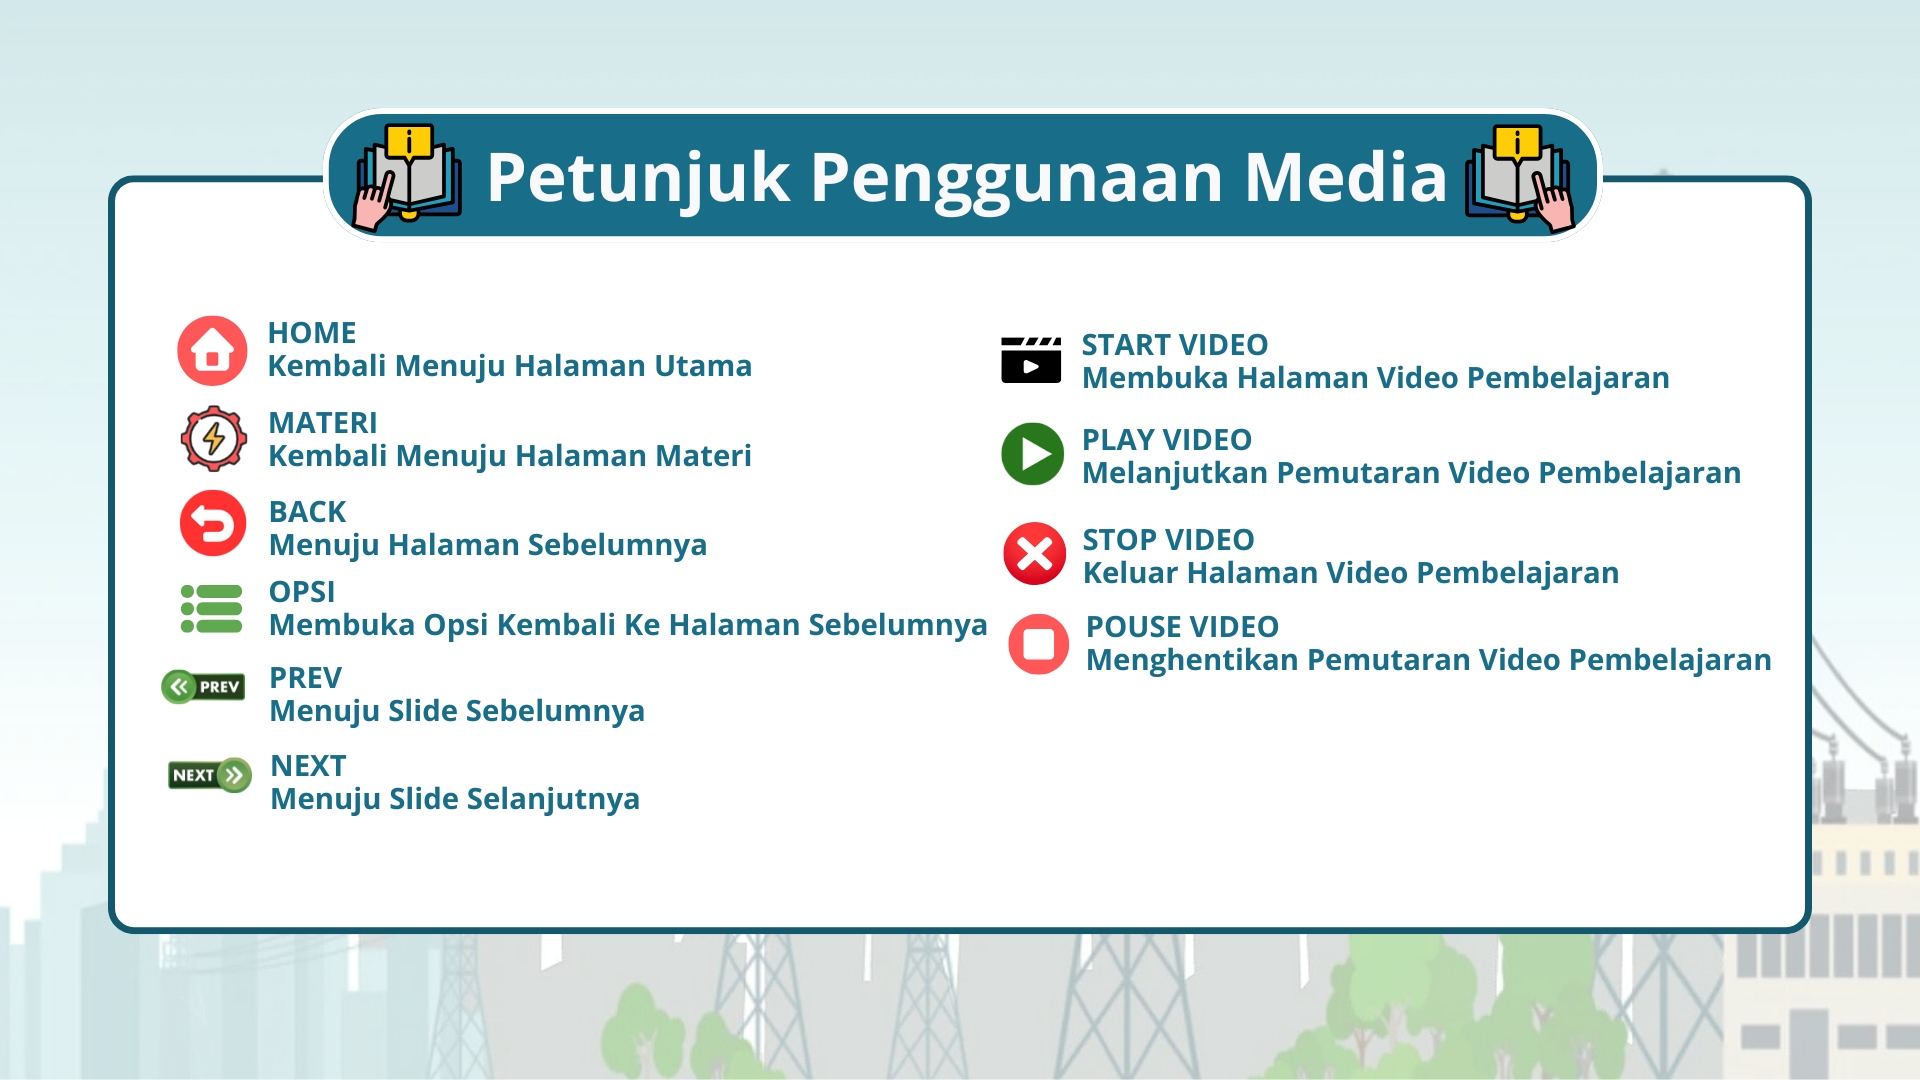 Petunjuk Penggunaan Media
HOME
Kembali Menuju Halaman Utama
MATERI
Kembali Menuju Halaman Materi
BACK
Menuju Halaman Sebelumnya
OPSI
Membuka Opsi Kembali Ke Halaman Sebelumnya
PREV
PREV
Menuju Slide Sebelumnya
NEXT
NEXT
Menuju Slide Selanjutnya
START VIDEO
Membuka Halaman Video Pembelajaran
PLAY VIDEO
Melanjutkan Pemutaran Video Pembelajaran
STOP VIDEO
Keluar Halaman Video Pembelajaran
POUSE VIDEO
Menghentikan Pemutaran Video Pembelajaran